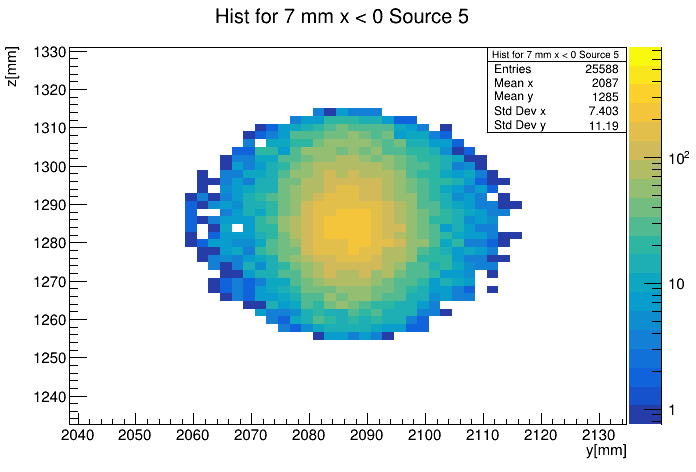 Hist for 7 mm x < 0 Source 5
z[mm]
1330
1320
1310
1300
1290
1280
1270
1260
1250
1240
Hist for 7 mm x < 0 Source 5
Entries 25588
Mean x 2087
Mean y 1285
Std Dev x 7.403
Std Dev y 11.19
10²
10
1
2040 2050 2060 2070 2080 2090 2100 2110 2120 2130
y[mm]